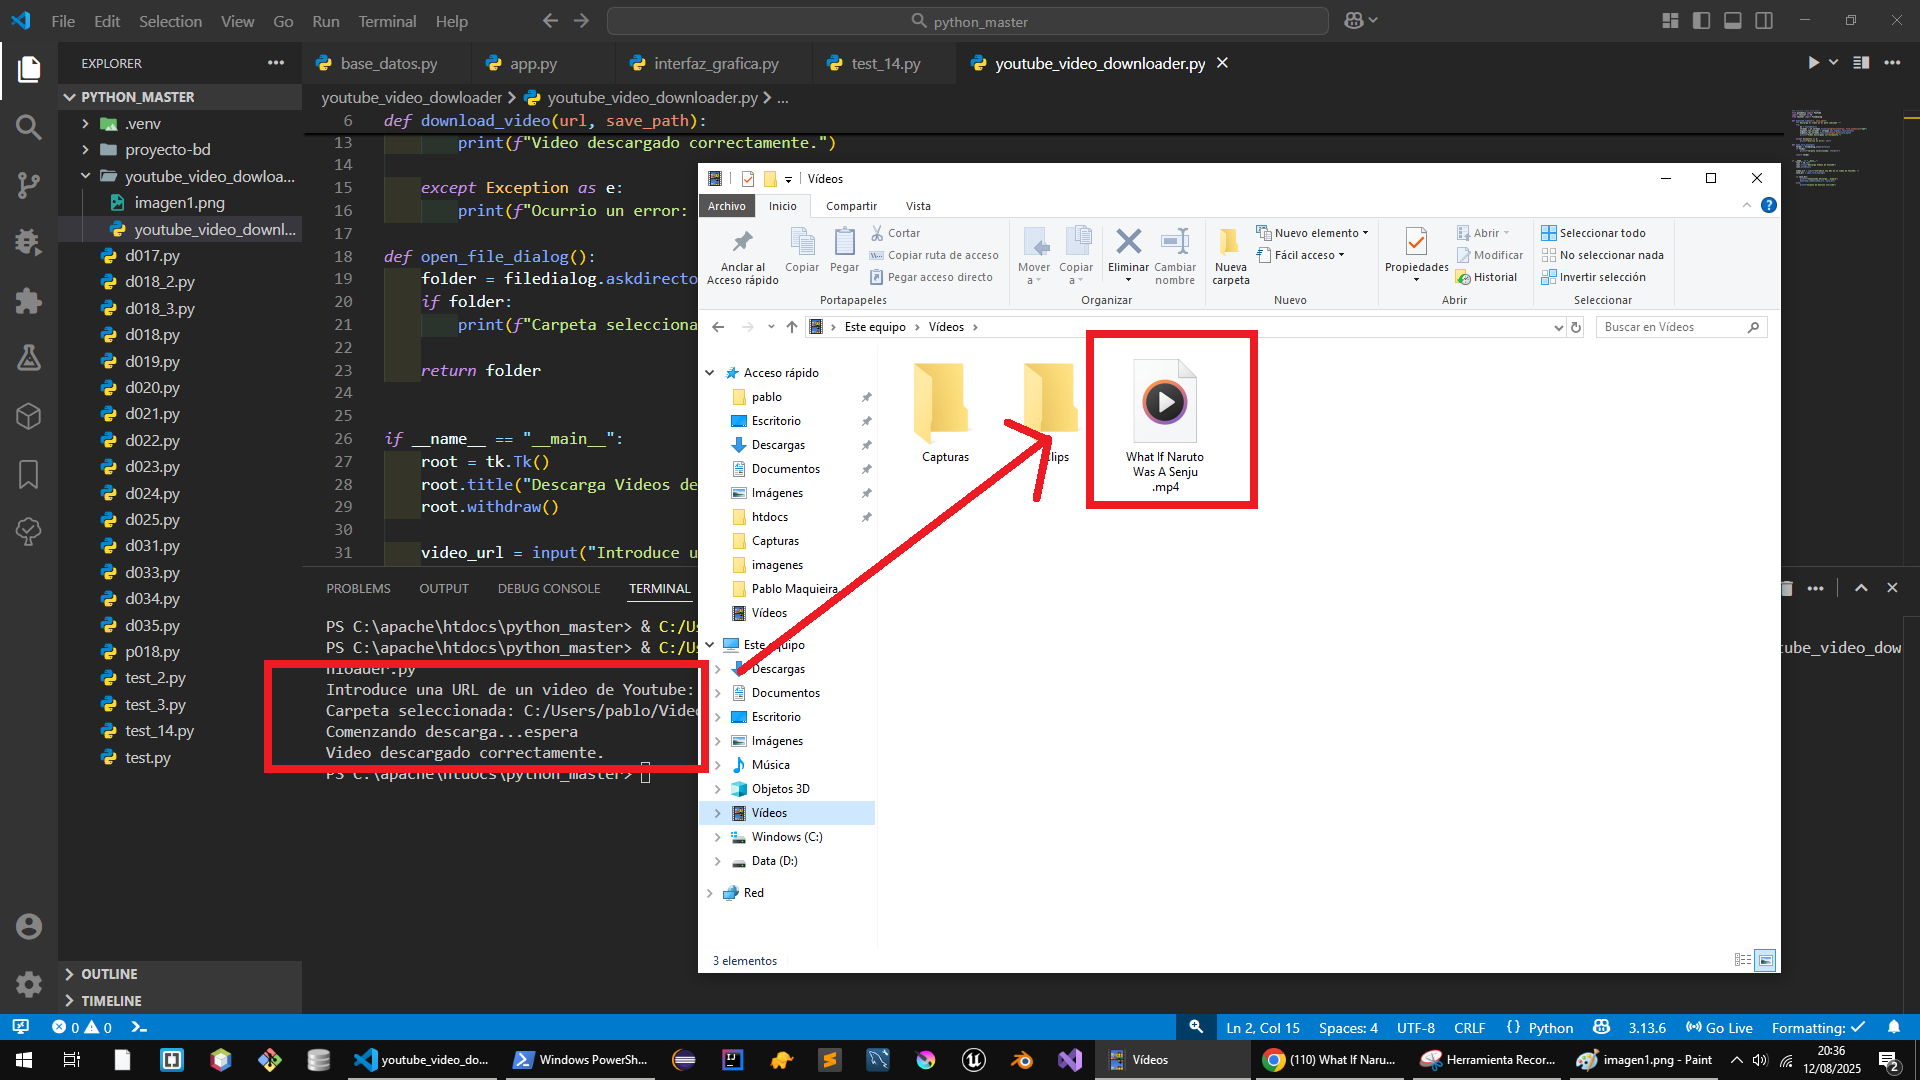 File Edit Selection View Go Run Terminal Help
python_master
EXPLORER
base_datos.py
app.py
interfaz_grafica.py
test_14.py
youtube_video_downloader.py
PYTHON_MASTER
.venv
proyecto-bd
youtube_video_dowloa...
imagen1.png
youtube_video_downl...
d017.py
d018_2.py
d018_3.py
d018.py
d019.py
d020.py
d021.py
d022.py
d023.py
d024.py
d025.py
d031.py
d033.py
d034.py
d035.py
p018.py
test_2.py
test_3.py
test_14.py
test.py
OUTLINE
TIMELINE
youtube_video_dowloader > youtube_video_downloader.py > ...
6 def download_video(url, save_path):
13 print(f"Video descargado correctamente.")
14
15 except Exception as e:
16 print(f"Ocurrio un error:
17
18 def open_file_dialog():
19 folder = filedialog.askdirecto
20 if folder:
21 print(f"Carpeta selecciona
22
23 return folder
24
25
26 if __name__ == "__main__":
27 root = tk.Tk()
28 root.title("Descarga Videos de
29 root.withdraw()
30
31 video_url = input("Introduce u
PROBLEMS OUTPUT DEBUG CONSOLE TERMINAL
PS C:\apache\htdocs\python_master> & C:/Us
PS C:\apache\htdocs\python_master> & C:/Us
tube_video_dow
nloader.py
Introduce una URL de un video de Youtube:
Carpeta seleccionada: C:/Users/pablo/Video
Comenzando descarga...espera
Video descargado correctamente.
PS C:\apache\htdocs\python_master>
Vídeos
Archivo Inicio Compartir Vista
Anclar al
Acceso rápido
Copiar
Pegar
Cortar
Copiar ruta de acceso
Pegar acceso directo
Portapapeles
Mover
a
Copiar
a
Eliminar
Cambiar
nombre
Organizar
Nueva
carpeta
Nuevo elemento
Fácil acceso
Nuevo
Propiedades
Abrir
Modificar
Historial
Abrir
Seleccionar todo
No seleccionar nada
Invertir selección
Seleccionar
Este equipo > Vídeos >
Buscar en Vídeos
Acceso rápido
pablo
Escritorio
Descargas
Documentos
Imágenes
htdocs
Capturas
imagenes
Pablo Maquieira
Vídeos
Este equipo
Descargas
Documentos
Escritorio
Imágenes
Música
Objetos 3D
Vídeos
Windows (C:)
Data (D:)
Red
Capturas
lips
What If Naruto
Was A Senju
.mp4
3 elementos
0 0
Ln 2, Col 15 Spaces: 4 UTF-8 CRLF { } Python 3.13.6 Go Live Formatting:
youtube_video_do...
Windows PowerSh...
Vídeos
(110) What If Naru...
Herramienta Recor...
imagen1.png - Paint
20:36
12/08/2025
2